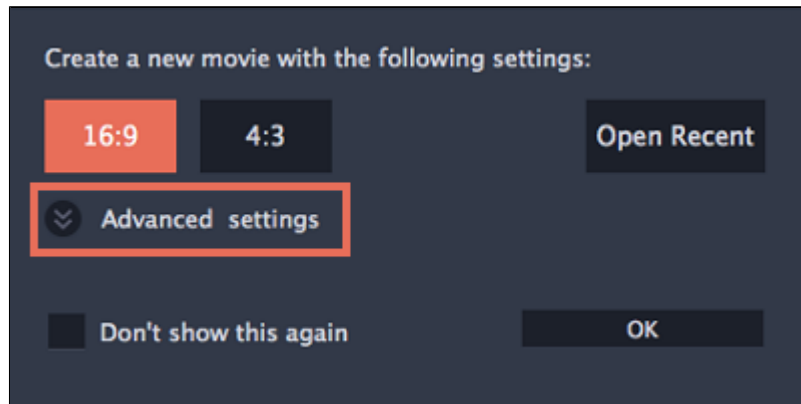 Create a new movie with the following settings:
16:9 4:3 Open Recent
Advanced settings
Don't show this again OK